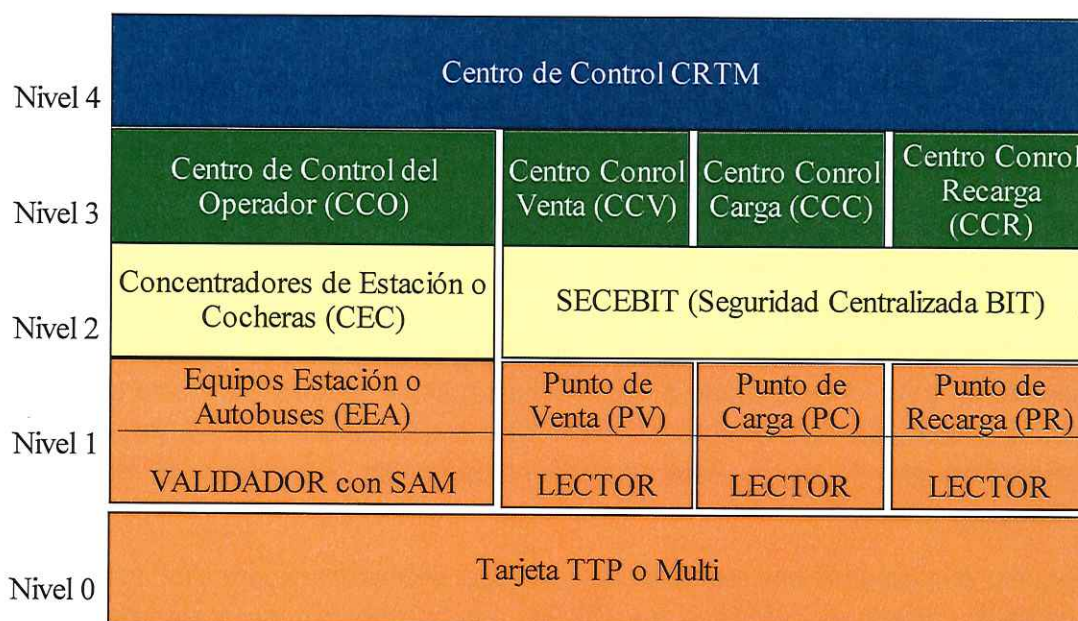 Centro de Control CRTM
Nivel 4
Centro de Control del
Operador (CCO)
Centro Conrol
Venta (CCV)
Centro Conrol
Carga (CCC)
Centro Conrol
Recarga
(CCR)
Nivel 3
Concentradores de Estación o
Cocheras (CEC)
SECEBIT (Seguridad Centralizada BIT)
Nivel 2
Equipos Estación o
Autobuses (EEA)
Punto de
Venta (PV)
Punto de
Carga (PC)
Punto de
Recarga (PR)
Nivel 1
VALIDADOR con SAM
LECTOR
LECTOR
LECTOR
Tarjeta TTP o Multi
Nivel 0